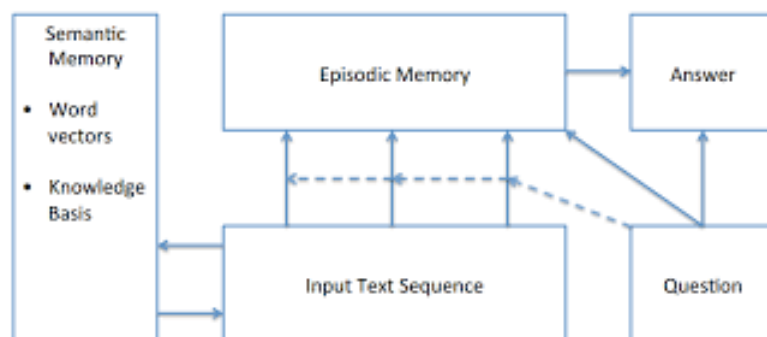 Semantic
Memory
• Word
vectors
• Knowledge
Basis
Episodic Memory
Answer
Input Text Sequence
Question